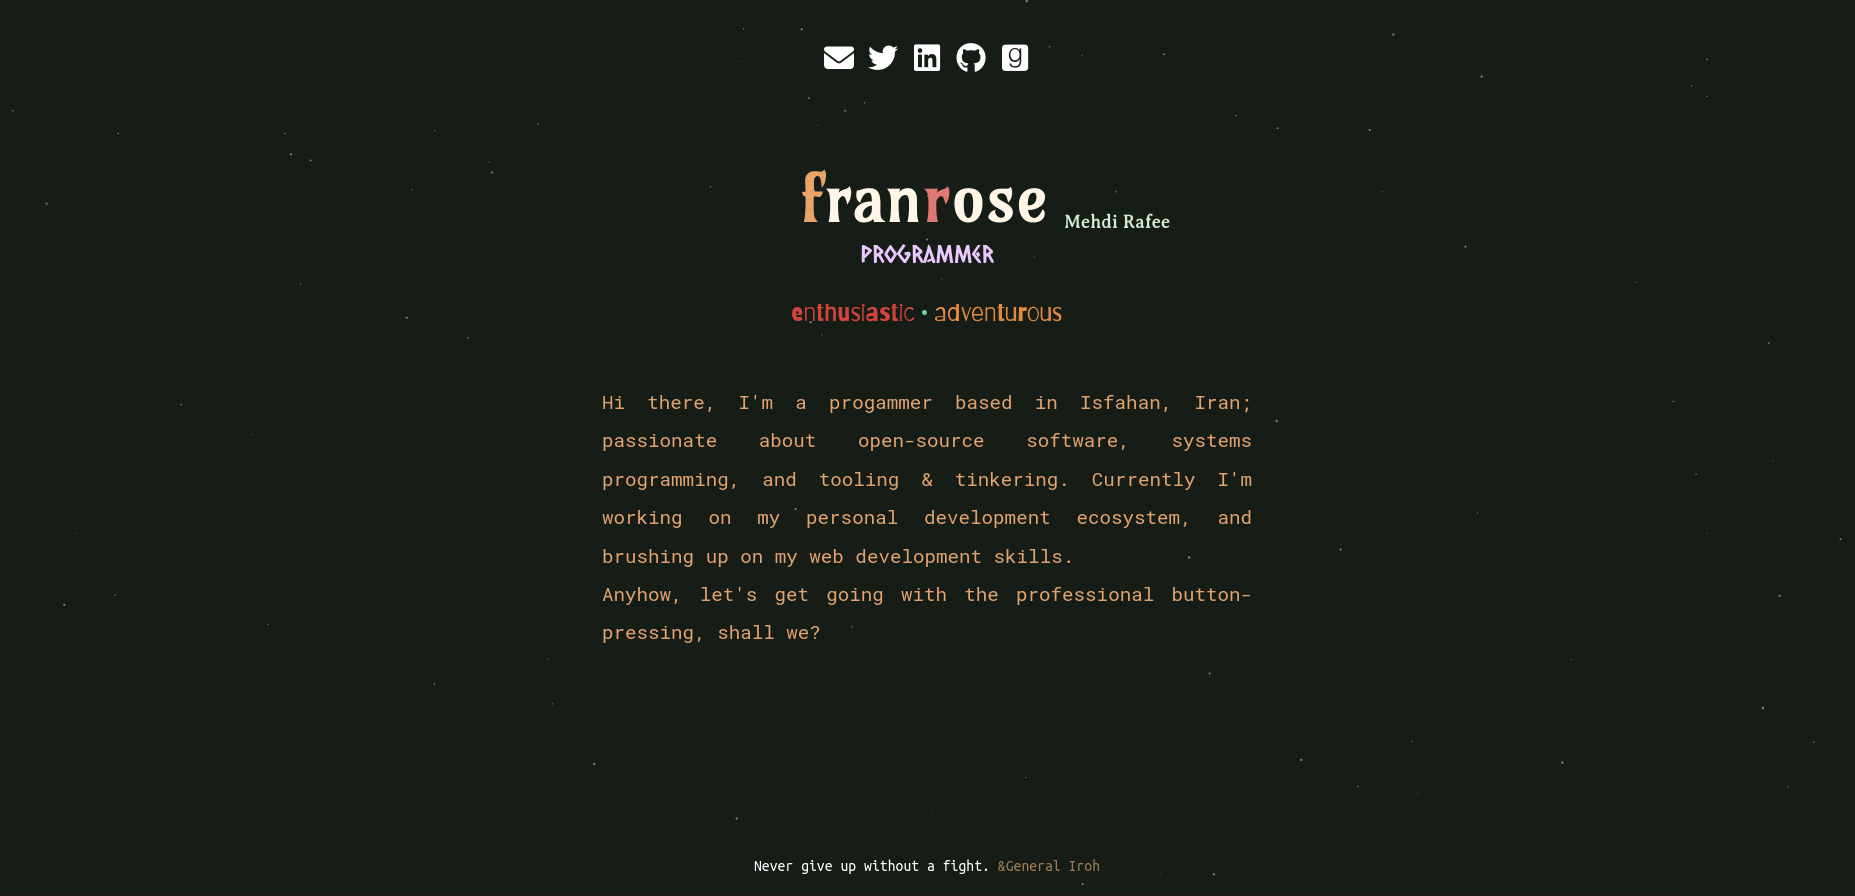 franrose Mehdi Rafee
PROGRAMMER
enthusiastic • adventurous
Hi there, I'm a progammer based in Isfahan, Iran;
passionate about open-source software, systems
programming, and tooling & tinkering. Currently I'm
working on my personal development ecosystem, and
brushing up on my web development skills.
Anyhow, let's get going with the professional button-
pressing, shall we?
Never give up without a fight. &General Iroh